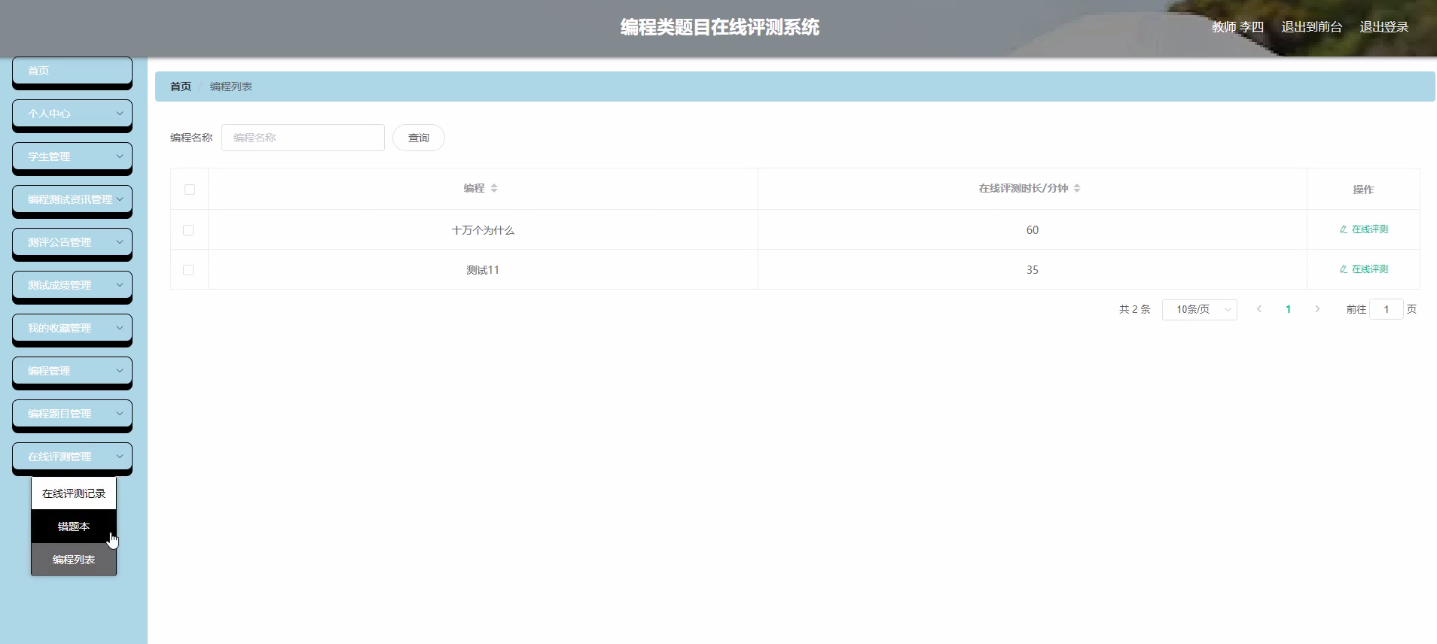 编程类题目在线评测系统
教师 李四 退出到前台 退出登录
首页
个人中心
学生管理
编程测试资讯管理
测评公告管理
测试成绩管理
我的收藏管理
编程管理
编程题目管理
在线评测管理
在线评测记录
错题本
编程列表
首页 / 编程列表
编程名称 编程名称 查询
编程 在线评测时长/分钟 操作
十万个为什么 60 在线评测
测试11 35 在线评测
共 2 条 10条/页 1 前往 1 页